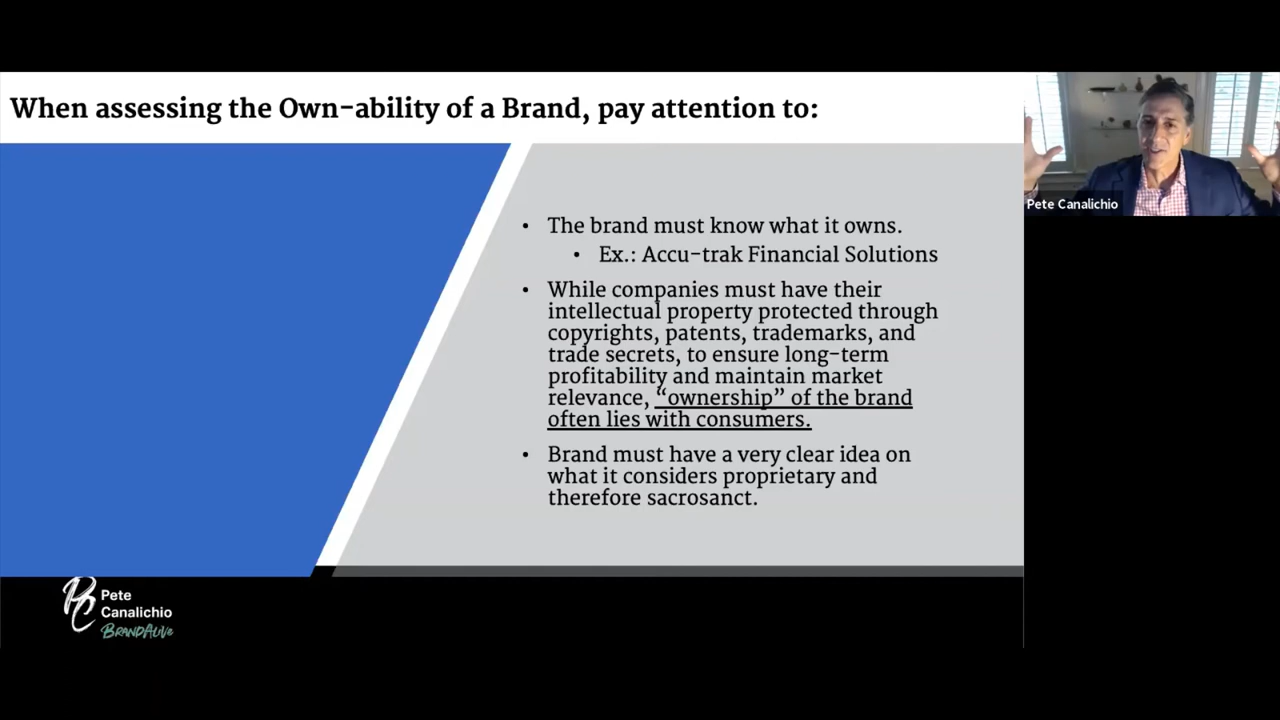 When assessing the Own-ability of a Brand, pay attention to:
Pete Canalichio
• The brand must know what it owns.
• Ex.: Accu-trak Financial Solutions
• While companies must have their
intellectual property protected through
copyrights, patents, trademarks, and
trade secrets, to ensure long-term
profitability and maintain market
relevance, “ownership” of the brand
often lies with consumers.
• Brand must have a very clear idea on
what it considers proprietary and
therefore sacrosanct.
PC
Pete
Canalichio
BRANDALIVE